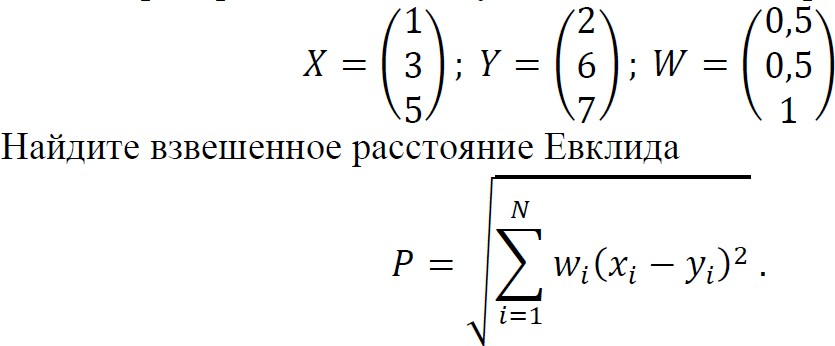 X = (1 3 5); Y = (2 6 7); W = (0,5 0,5 1)
Найдите взвешенное расстояние Евклида
P = √∑_{i=1}^{N} w_i(x_i − y_i)² .